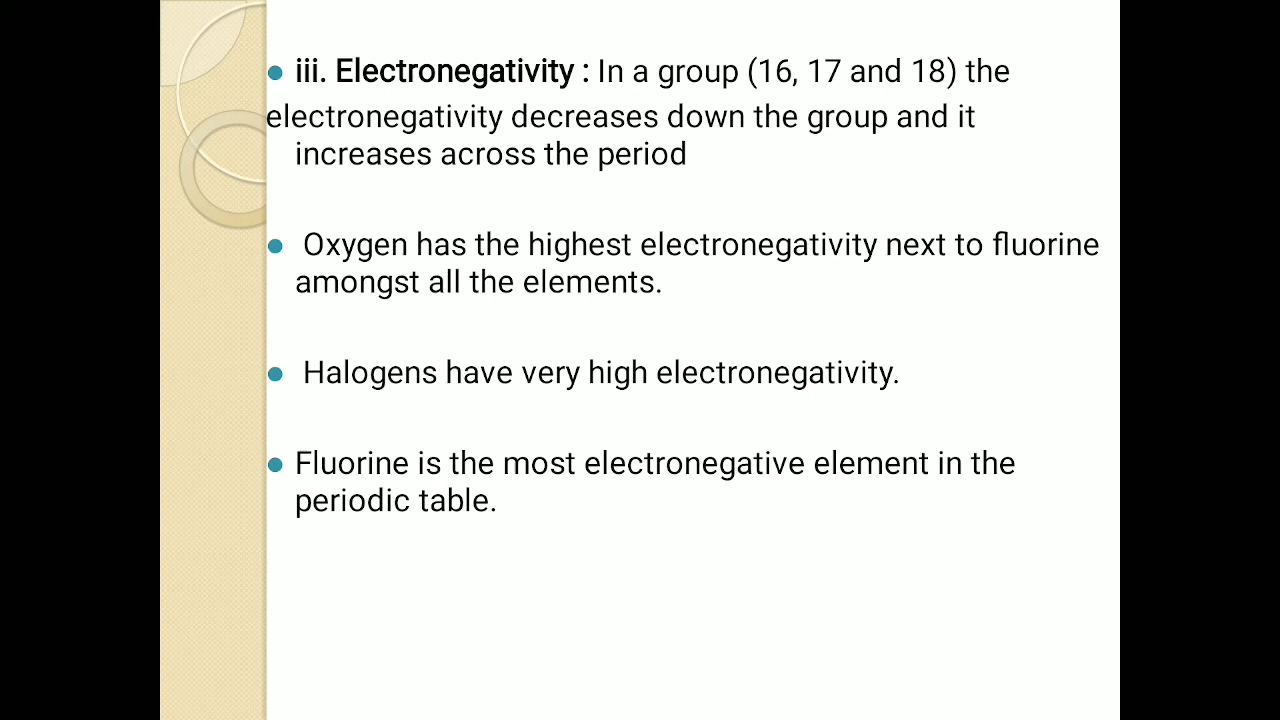 iii. Electronegativity : In a group (16, 17 and 18) the
electronegativity decreases down the group and it
increases across the period
Oxygen has the highest electronegativity next to fluorine
amongst all the elements.
Halogens have very high electronegativity.
Fluorine is the most electronegative element in the
periodic table.